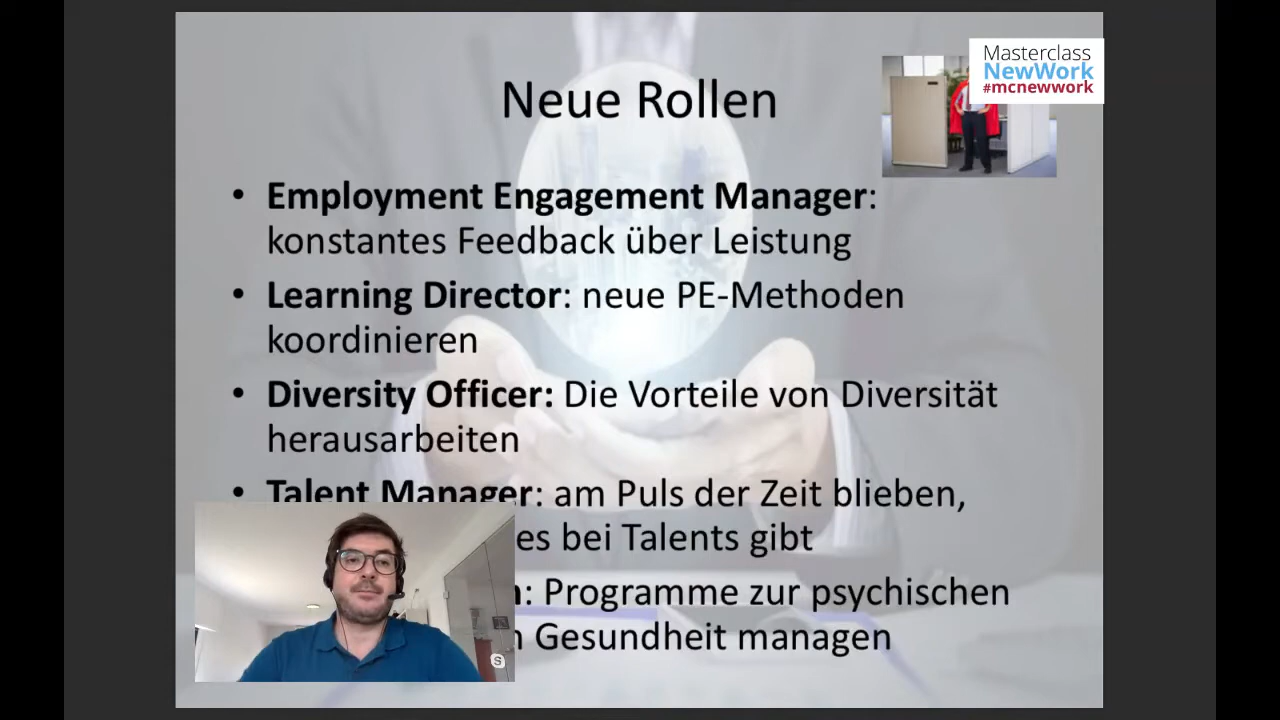 Masterclass
NewWork
#mcnewwork
Neue Rollen
• Employment Engagement Manager:
konstantes Feedback über Leistung
• Learning Director: neue PE-Methoden
koordinieren
• Diversity Officer: Die Vorteile von Diversität
herausarbeiten
• Talent Manager: am Puls der Zeit blieben,
es bei Talents gibt
: Programme zur psychischen
Gesundheit managen